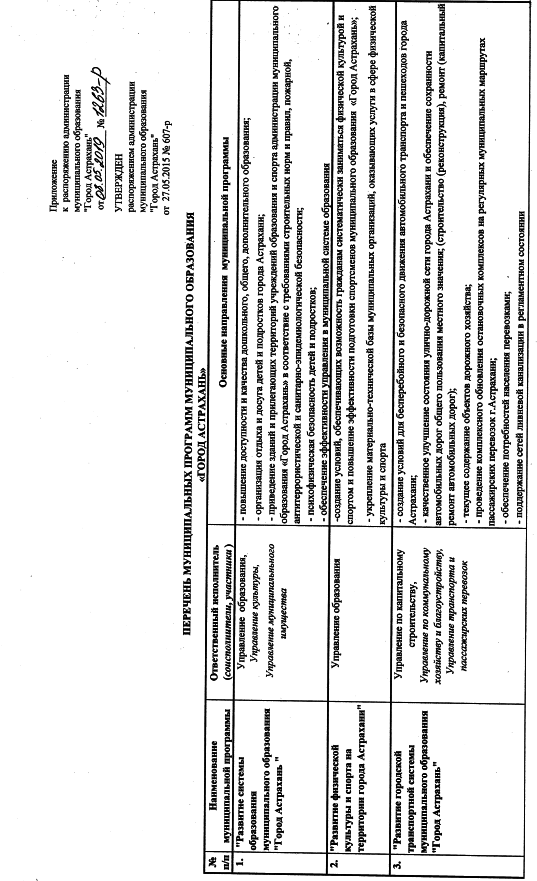 Приложение
к распоряжению администрации
муниципального образования
"Город Астрахань"
от 08.05.2019 № 1263-р
УТВЕРЖДЕН
распоряжением администрации
муниципального образования
"Город Астрахань"
от 27.05.2015 № 607-р
ПЕРЕЧЕНЬ МУНИЦИПАЛЬНЫХ ПРОГРАММ МУНИЦИПАЛЬНОГО ОБРАЗОВАНИЯ
«ГОРОД АСТРАХАНЬ»
№
п/п
Наименование
муниципальной программы
Ответственный исполнитель
(соисполнители, участники)
Основные направления муниципальной программы
1.
"Развитие системы
образования
муниципального образования
"Город Астрахань "
Управление образования,
Управление культуры,
Управление муниципального
имущества
- повышение доступности и качества дошкольного, общего, дополнительного образования;
- организация отдыха и досуга детей и подростков города Астрахани;
- приведение зданий и прилегающих территорий учреждений образования и спорта администрации муниципального
образования «Город Астрахань» в соответствие с требованиями строительных норм и правил, пожарной,
антитеррористической и санитарно-эпидемиологической безопасности;
- психофизическая безопасность детей и подростков;
- обеспечение эффективности управления в муниципальной системе образования
2.
"Развитие физической
культуры и спорта на
территории города Астрахани"
Управление образования
-создание условий, обеспечивающих возможность гражданам систематически заниматься физической культурой и
спортом и повышение эффективности подготовки спортсменов муниципального образования «Город Астрахань»;
- укрепление материально-технической базы муниципальных организаций, оказывающих услуги в сфере физической
культуры и спорта
3.
"Развитие городской
транспортной системы
муниципального образования
"Город Астрахань"
Управление по капитальному
строительству,
Управление по коммунальному
хозяйству и благоустройству,
Управление транспорта и
пассажирских перевозок
- создание условий для бесперебойного и безопасного движения автомобильного транспорта и пешеходов города
Астрахани;
- качественное улучшение состояния улично-дорожной сети города Астрахани и обеспечение сохранности
автомобильных дорог общего пользования местного значения; (строительство (реконструкция), ремонт (капитальный
ремонт автомобильных дорог);
- текущее содержание объектов дорожного хозяйства;
- проведение комплексного обновления остановочных комплексов на регулярных муниципальных маршрутах
пассажирских перевозок г.Астрахани;
- обеспечение потребностей населения перевозками;
- поддержание сетей ливневой канализации в регламентном состоянии